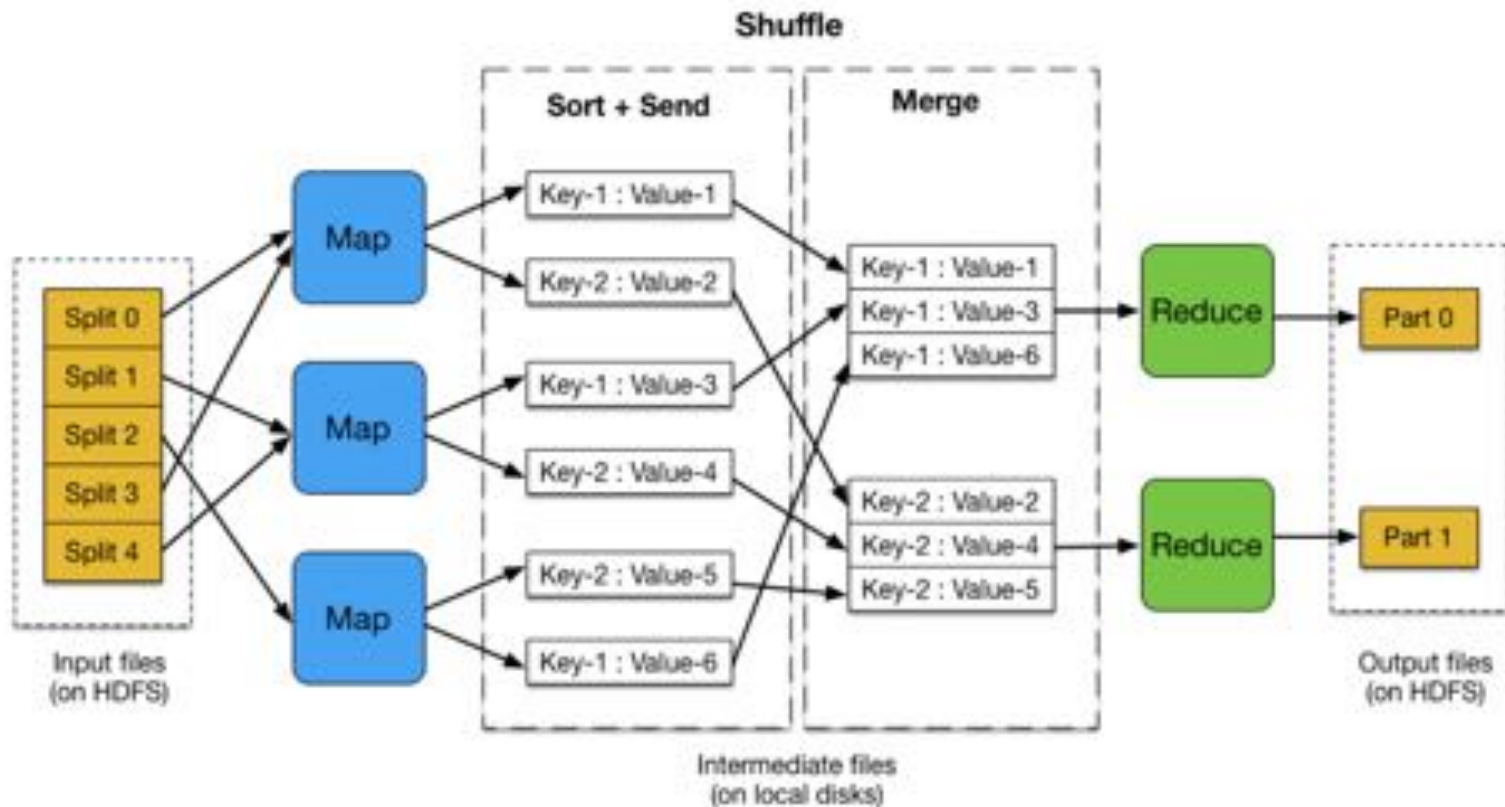 Shuffle
Sort + Send
Merge
Split 0
Split 1
Split 2
Split 3
Split 4
Input files
(on HDFS)
Map
Map
Map
Key-1 : Value-1
Key-2 : Value-2
Key-1 : Value-3
Key-2 : Value-4
Key-2 : Value-5
Key-1 : Value-6
Key-1 : Value-1
Key-1 : Value-3
Key-1 : Value-6
Key-2 : Value-2
Key-2 : Value-4
Key-2 : Value-5
Intermediate files
(on local disks)
Reduce
Reduce
Part 0
Part 1
Output files
(on HDFS)